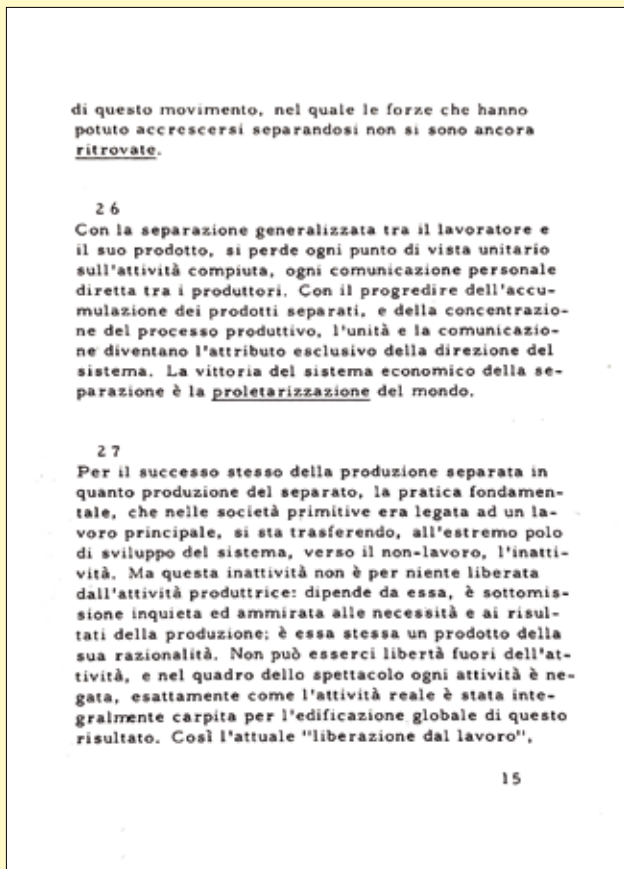 di questo movimento, nel quale le forze che hanno
potuto accrescersi separandosi non si sono ancora
ritrovate.
26
Con la separazione generalizzata tra il lavoratore e
il suo prodotto, si perde ogni punto di vista unitario
sull'attività compiuta, ogni comunicazione personale
diretta tra i produttori. Con il progredire dell'accu-
mulazione dei prodotti separati, e della concentrazio-
ne del processo produttivo, l'unità e la comunicazio-
ne diventano l'attributo esclusivo della direzione del
sistema. La vittoria del sistema economico della se-
parazione è la proletarizzazione del mondo.
27
Per il successo stesso della produzione separata in
quanto produzione del separato, la pratica fondamen-
tale, che nelle società primitive era legata ad un la-
voro principale, si sta trasferendo, all'estremo polo
di sviluppo del sistema, verso il non-lavoro, l'inatti-
vità. Ma questa inattività non è per niente liberata
dall'attività produttrice: dipende da essa, è sottomis-
sione inquieta ed ammirata alle necessità e ai risul-
tati della produzione; è essa stessa un prodotto della
sua razionalità. Non può esserci libertà fuori dell'at-
tività, e nel quadro dello spettacolo ogni attività è ne-
gata, esattamente come l'attività reale è stata inte-
gralmente carpita per l'edificazione globale di questo
risultato. Così l'attuale "liberazione dal lavoro",
15